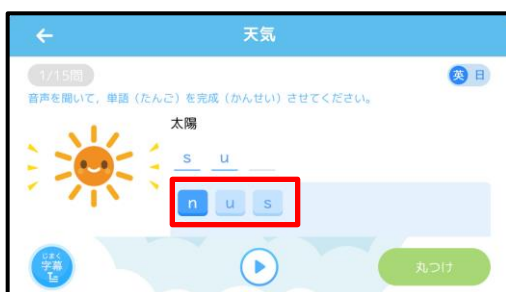 天気
1/15問
英 日
音声を聞いて，単語（たんご）を完成（かんせい）させてください。
太陽
s u
n u s
じまく
字幕
丸つけ